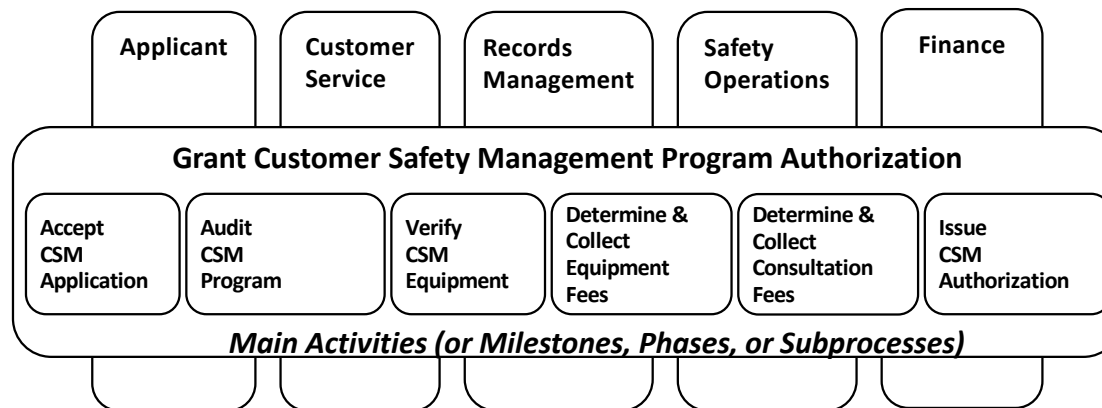 Applicant
Customer
Service
Records
Management
Safety
Operations
Finance
Grant Customer Safety Management Program Authorization
Accept
CSM
Application
Audit
CSM
Program
Verify
CSM
Equipment
Determine &
Collect
Equipment
Fees
Determine &
Collect
Consultation
Fees
Issue
CSM
Authorization
Main Activities (or Milestones, Phases, or Subprocesses)